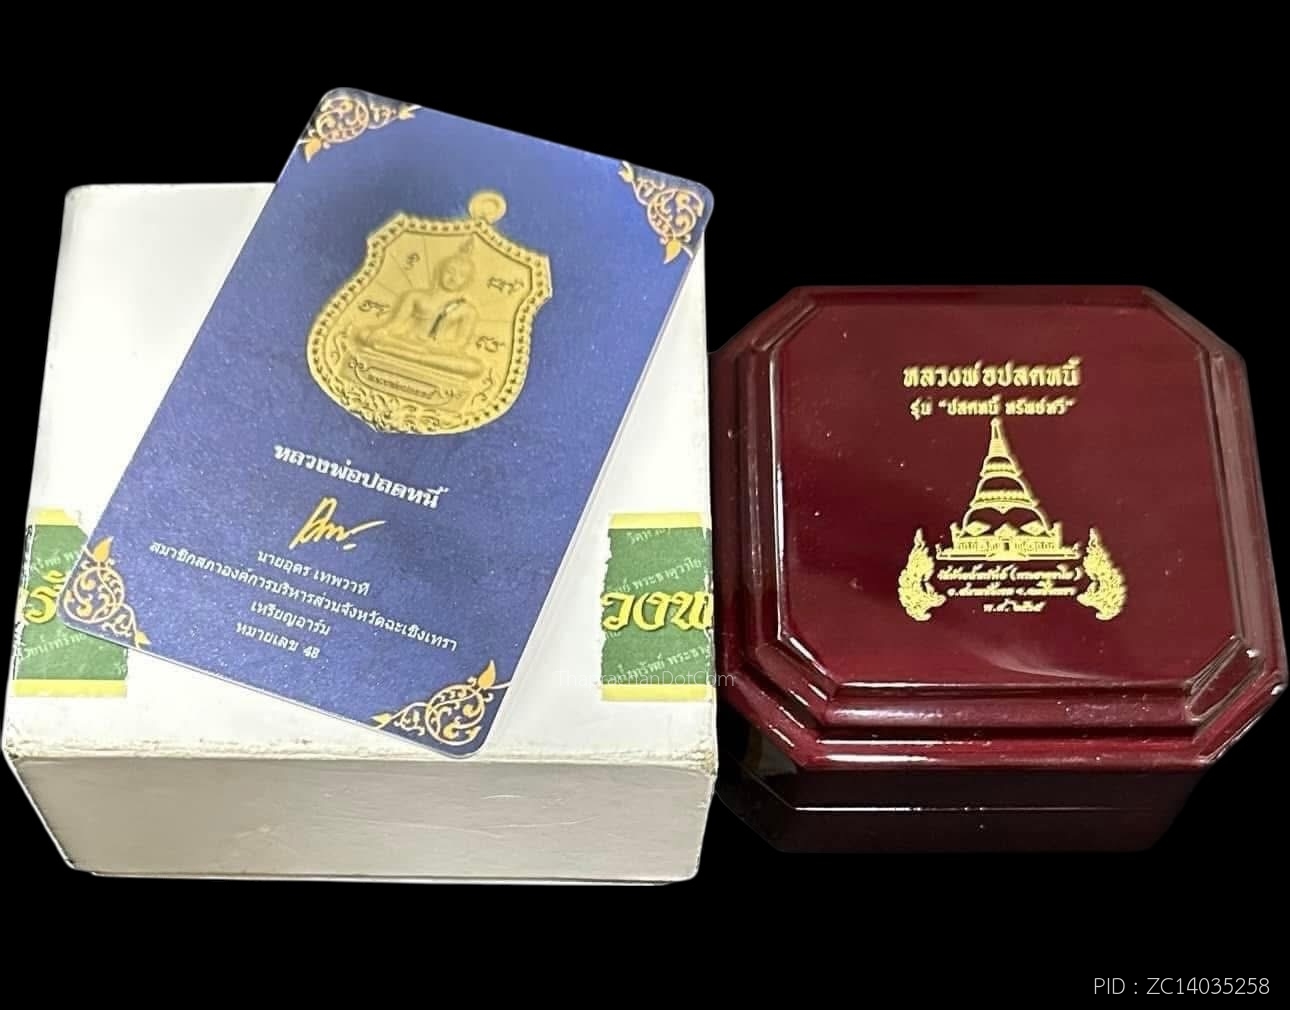 หลวงพ่อปลดหนี้
นายอุดร เทพวาที
สมาชิกสภาองค์การบริหารส่วนจังหวัดฉะเชิงเทรา
เหรียญอาร์ม
หมายเลข 48
หลวงพ่อปลดหนี้
รุ่น "ปลดหนี้ ทรัพย์ทวี"
วงพ
ThaprachanDotCom
PID : ZC14035258